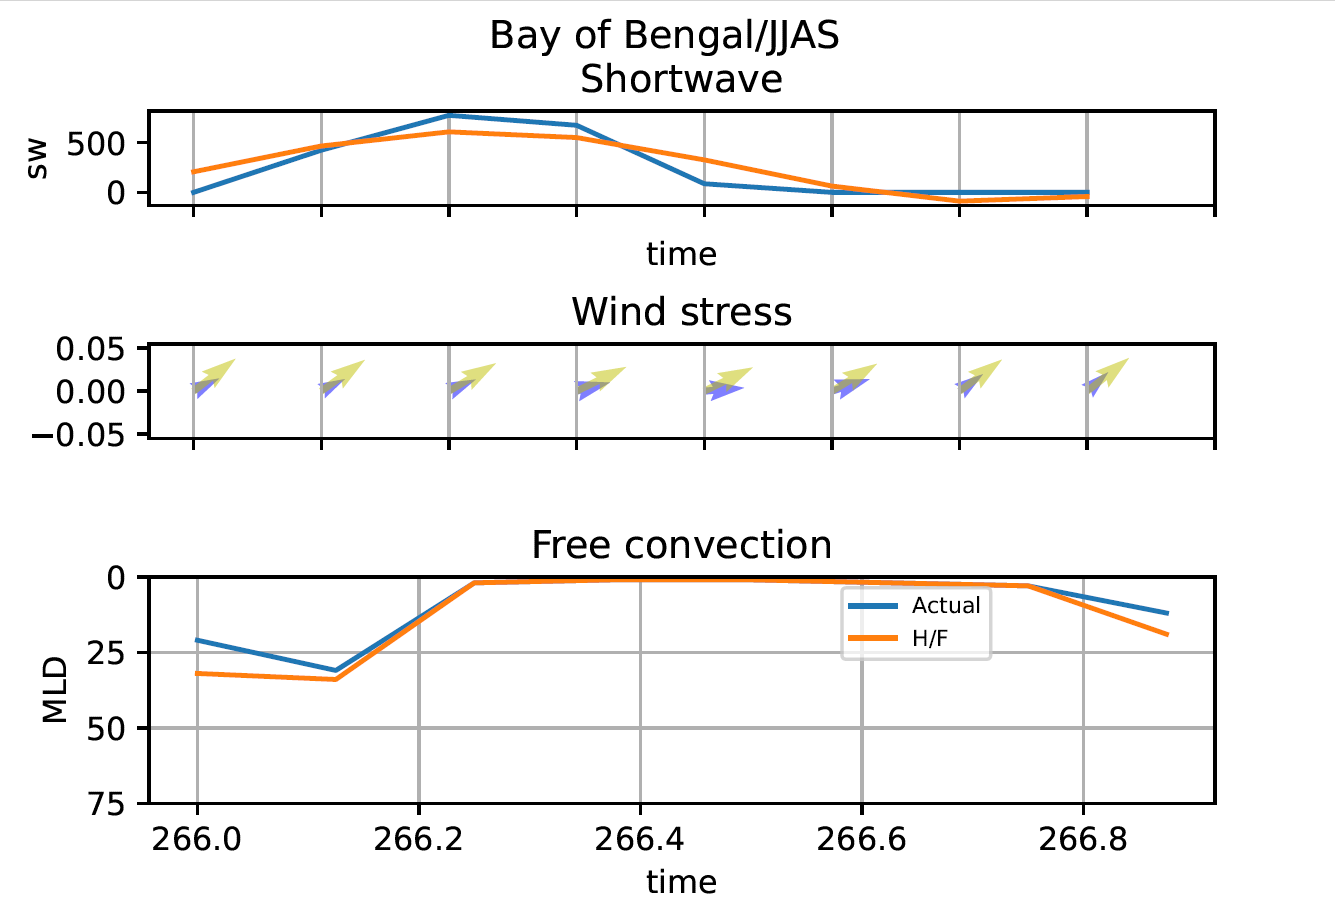 Bay of Bengal/JJAS
Shortwave
sw
500
0
time
Wind stress
0.05
0.00
−0.05
Free convection
MLD
0
25
50
75
Actual
H/F
266.0 266.2 266.4 266.6 266.8
time